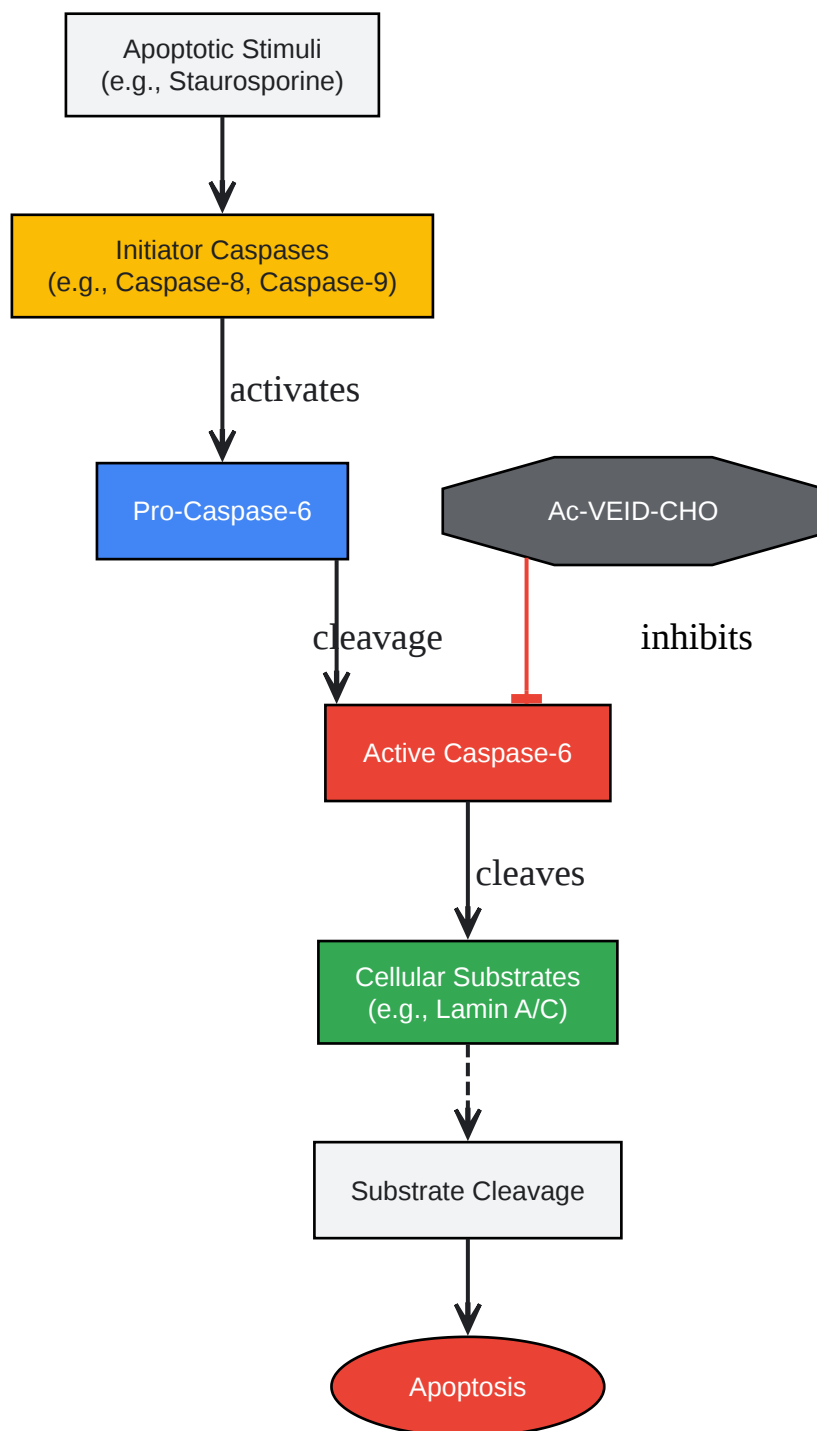 Apoptotic Stimuli
(e.g., Staurosporine)
Initiator Caspases
(e.g., Caspase-8, Caspase-9)
activates
Pro-Caspase-6
Ac-VEID-CHO
cleavage
inhibits
Active Caspase-6
cleaves
Cellular Substrates
(e.g., Lamin A/C)
Substrate Cleavage
Apoptosis